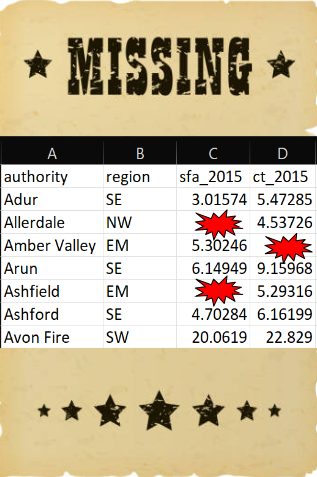 MISSING
A B C D
authority region sfa_2015 ct_2015
Adur SE 3.01574 5.47285
Allerdale NW 4.53726
Amber Valley EM 5.30246
Arun SE 6.14949 9.15968
Ashfield EM 5.29316
Ashford SE 4.70284 6.16199
Avon Fire SW 20.0619 22.829